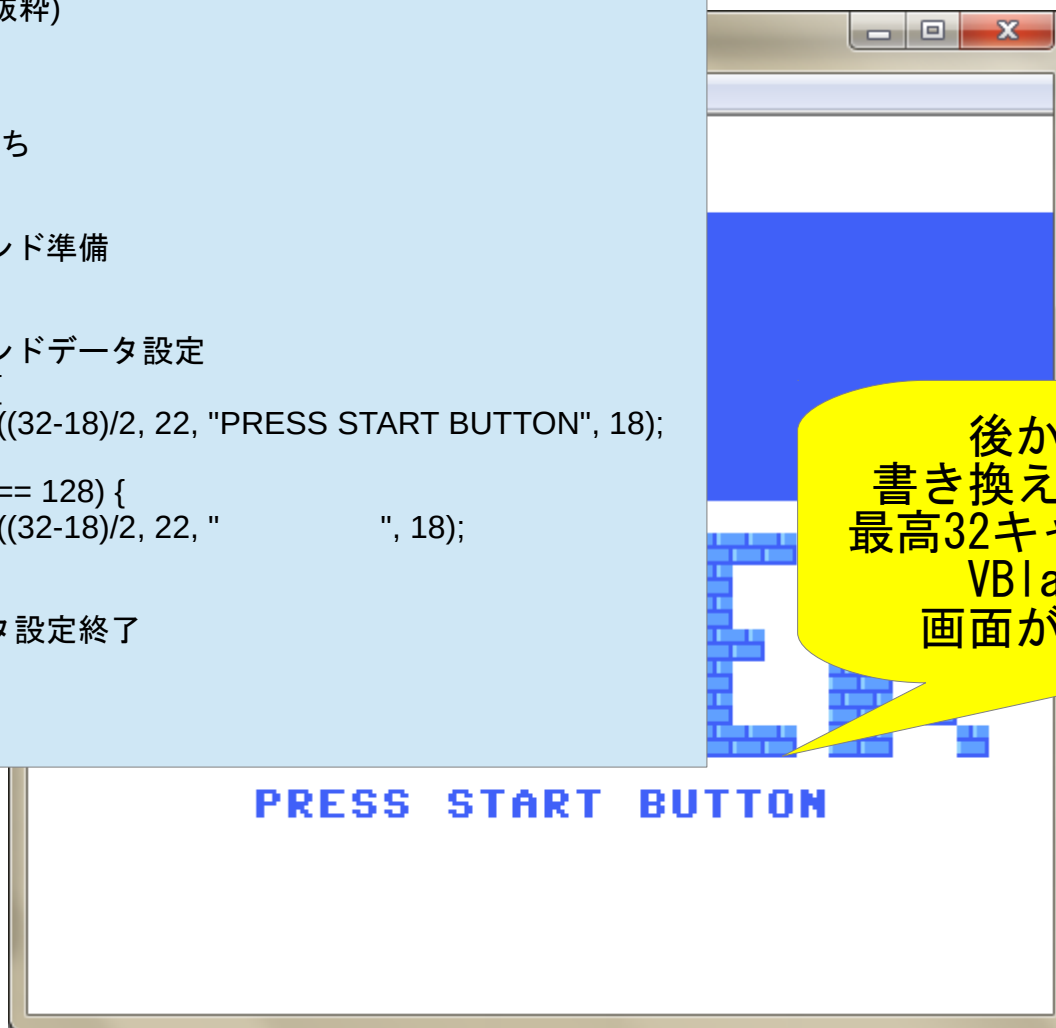 抜粋)
ち
ンド準備
ンドデータ設定
{
((32-18)/2, 22, "PRESS START BUTTON", 18);
== 128) {
((32-18)/2, 22, "                  ", 18);
タ設定終了
後か
書き換え
最高32キャ
VBla
画面が
PRESS START BUTTON